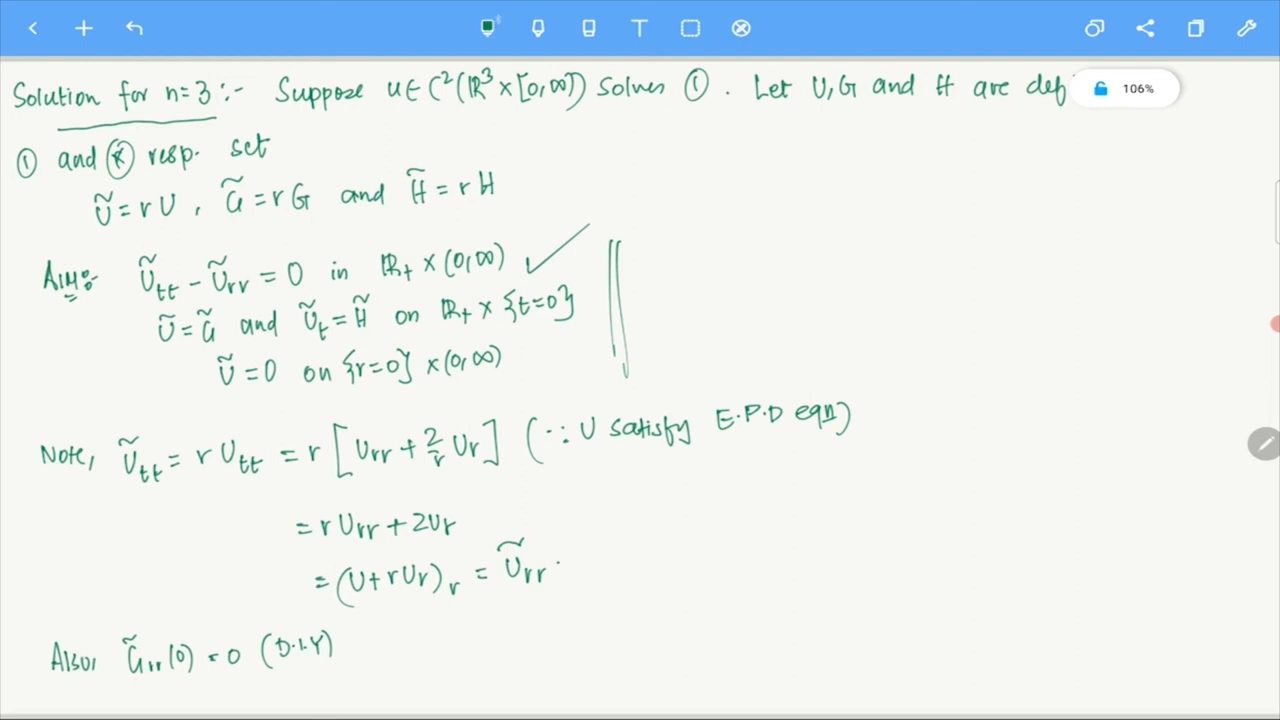 106%
Solution for n=3 :- Suppose u∈C²(ℝ³×[0,∞)) Solves ①. Let U,G and H are def
① and ⊛ resp. set
Ũ = rU, G̃ = rG and H̃ = rH
AIM:- Ũtt - Ũrr = 0 in ℝ₊ × (0,∞) ✓
Ũ = G̃ and Ũt = H̃ on ℝ₊ × {t=0}
Ũ = 0 on {r=0} × (0,∞)
Note, Ũtt = rUtt = r[Urr + 2/r Ur] (∵ U satisfy E.P.D eqn)
= rUrr + 2Ur
= (U+rUr)r = Ũrr.
Also, G̃rr(0) = 0 (D.I.Y)